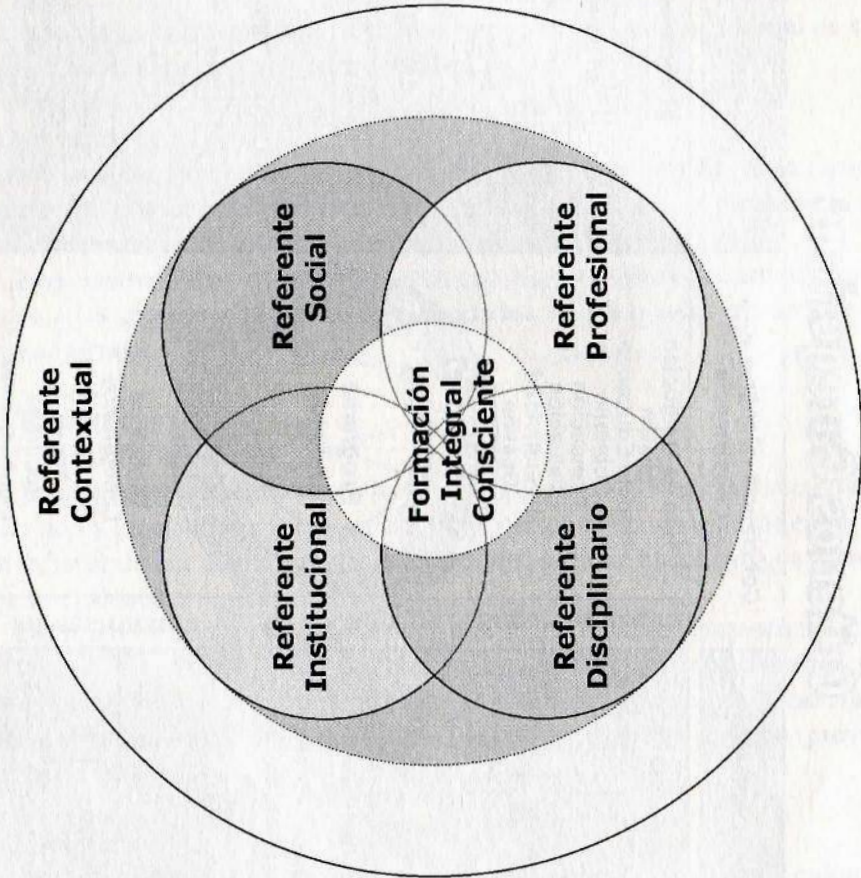 Referente
Contextual
Referente
Institucional
Referente
Social
Formación
Integral
Consciente
Referente
Disciplinario
Referente
Profesional